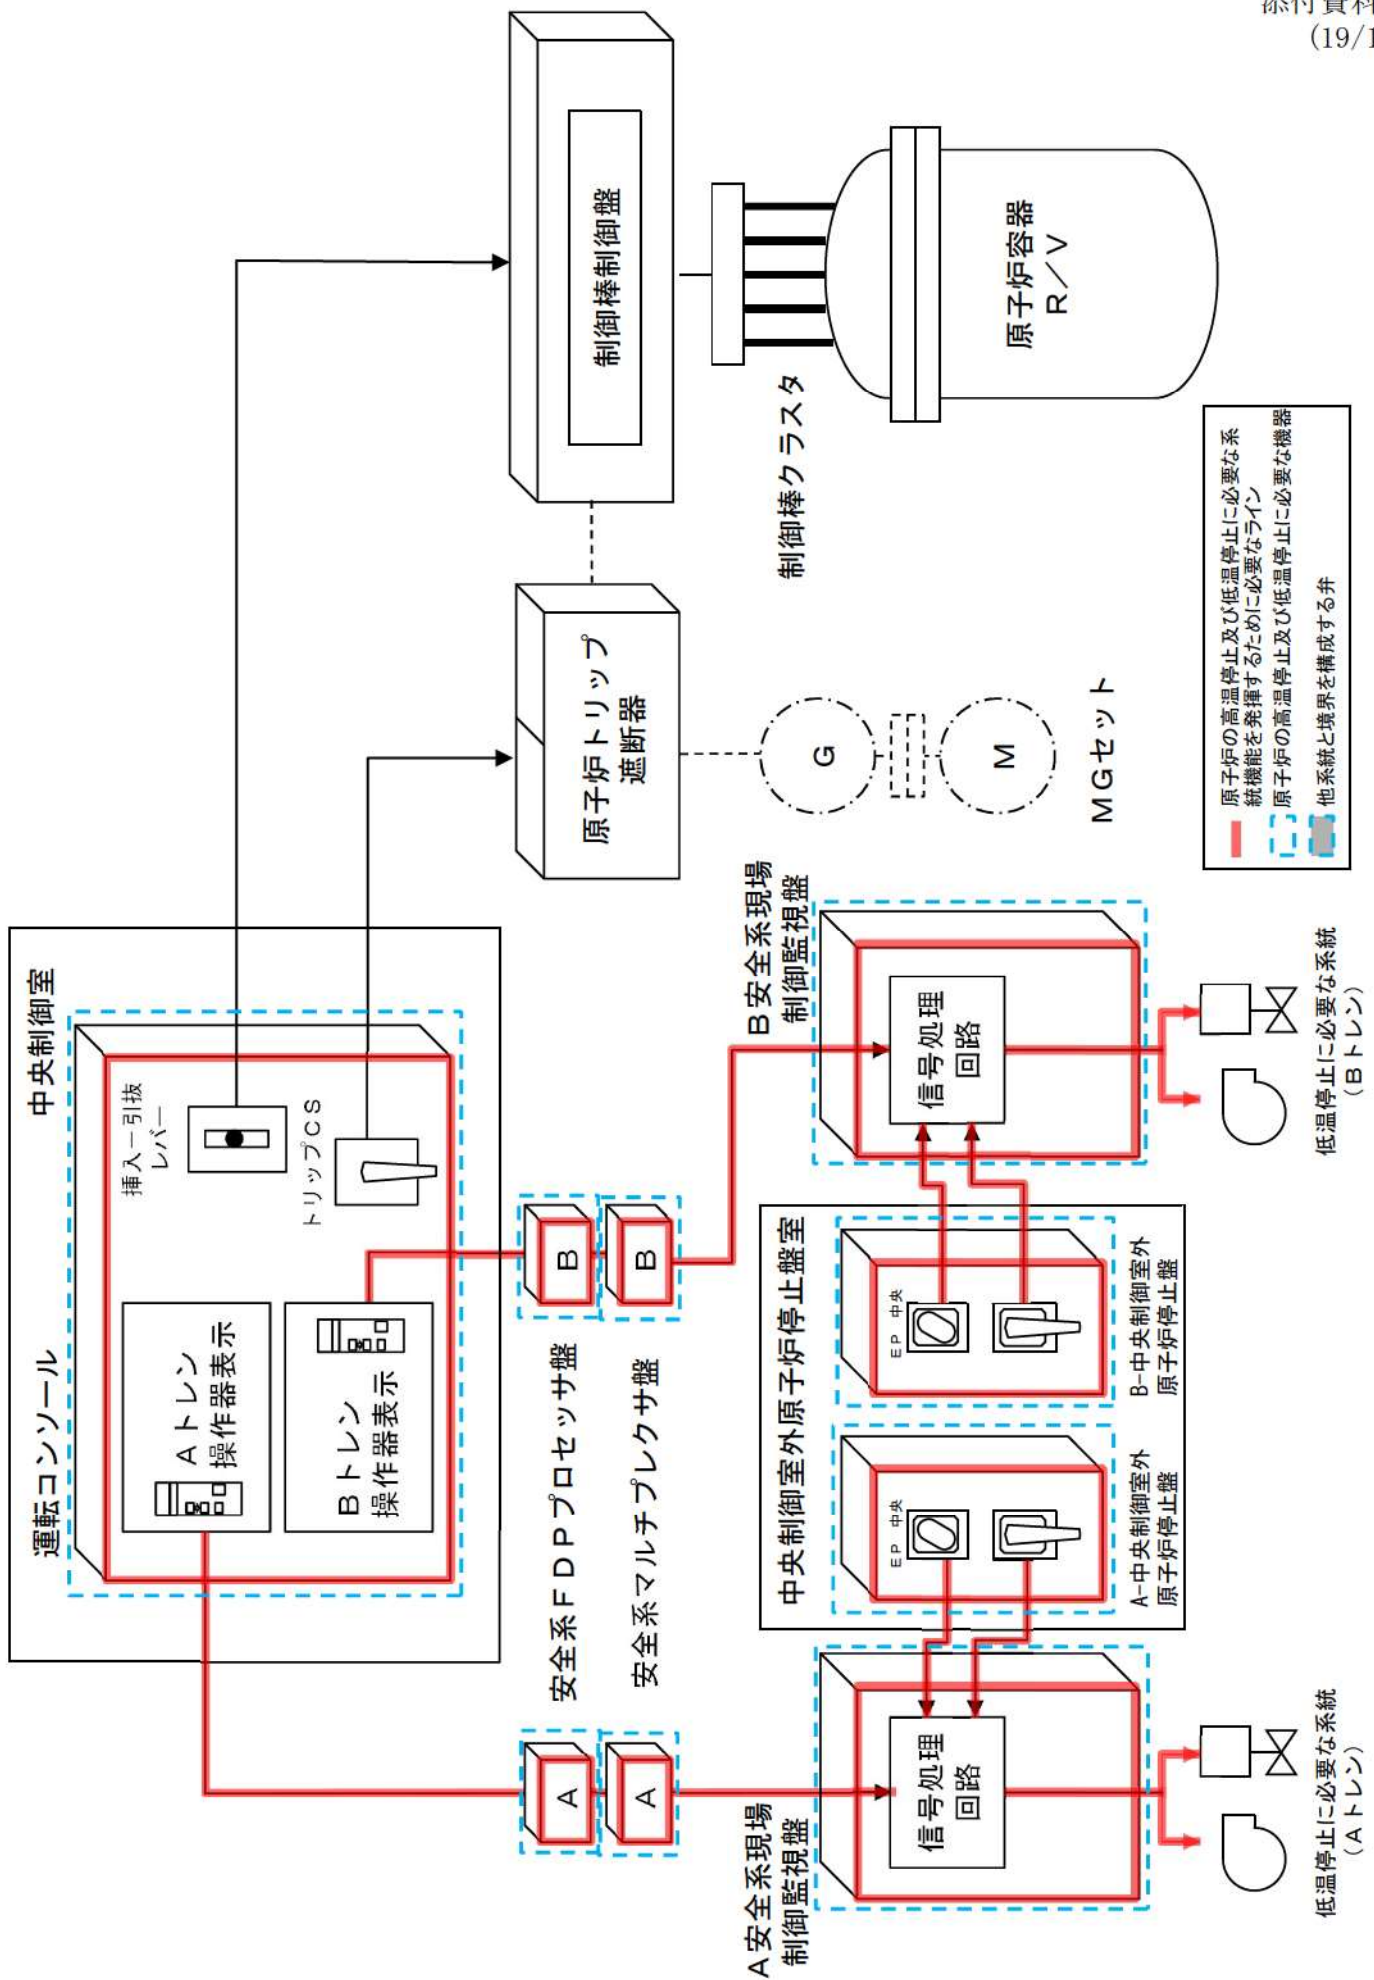 添付資料
(19/1
中央制御室
運転コンソール
Aトレン
操作器表示
Bトレン
操作器表示
挿入－引抜
レバー
トリップCS
安全系FDPプロセッサ盤
A
B
安全系マルチプレクサ盤
A
B
原子炉トリップ
遮断器
制御棒制御盤
制御棒クラスタ
原子炉容器
R／V
G
M
MGセット
A安全系現場
制御監視盤
信号処理
回路
中央制御室外原子炉停止盤室
EP 中央
A-中央制御室外
原子炉停止盤
EP 中央
B-中央制御室外
原子炉停止盤
B安全系現場
制御監視盤
信号処理
回路
低温停止に必要な系統
（Aトレン）
低温停止に必要な系統
（Bトレン）
原子炉の高温停止及び低温停止に必要な系
統機能を発揮するために必要なライン
原子炉の高温停止及び低温停止に必要な機器
他系統と境界を構成する弁